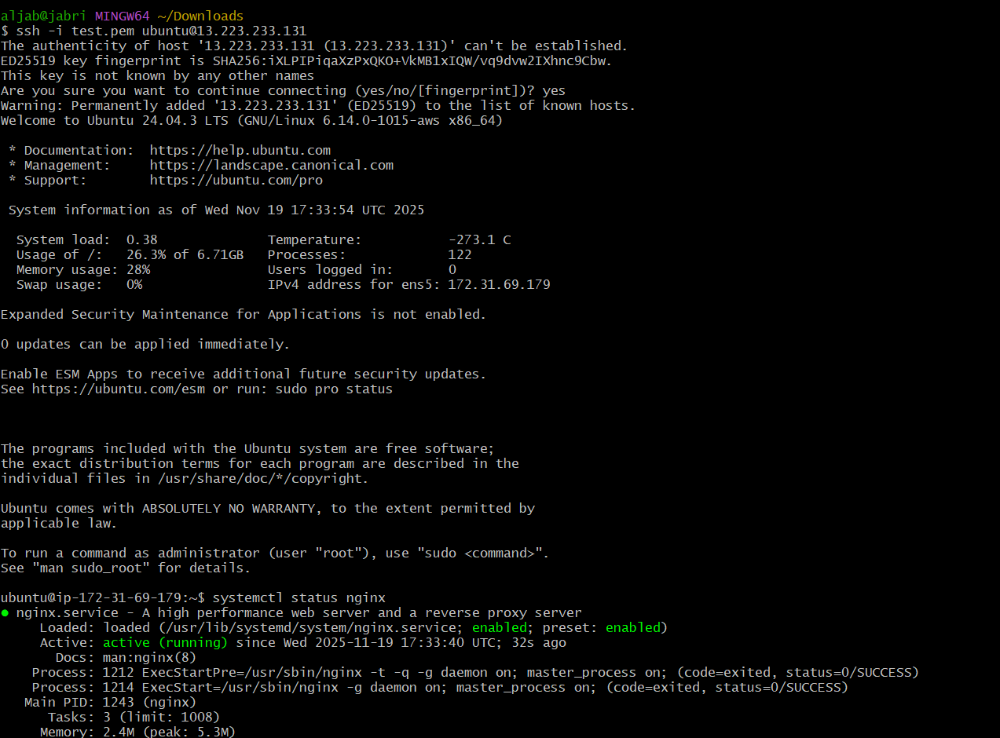 aljab@jabri MINGW64 ~/Downloads
$ ssh -i test.pem ubuntu@13.223.233.131
The authenticity of host '13.223.233.131 (13.223.233.131)' can't be established.
ED25519 key fingerprint is SHA256:iXLPIPiqaXzPxQKO+VkMB1xIQW/vq9dvw2IXhnc9Cbw.
This key is not known by any other names
Are you sure you want to continue connecting (yes/no/[fingerprint])? yes
Warning: Permanently added '13.223.233.131' (ED25519) to the list of known hosts.
Welcome to Ubuntu 24.04.3 LTS (GNU/Linux 6.14.0-1015-aws x86_64)

 * Documentation:  https://help.ubuntu.com
 * Management:     https://landscape.canonical.com
 * Support:        https://ubuntu.com/pro

 System information as of Wed Nov 19 17:33:54 UTC 2025

  System load:  0.38              Temperature:           -273.1 C
  Usage of /:   26.3% of 6.71GB   Processes:             122
  Memory usage: 28%               Users logged in:       0
  Swap usage:   0%                IPv4 address for ens5: 172.31.69.179

Expanded Security Maintenance for Applications is not enabled.

0 updates can be applied immediately.

Enable ESM Apps to receive additional future security updates.
See https://ubuntu.com/esm or run: sudo pro status

The programs included with the Ubuntu system are free software;
the exact distribution terms for each program are described in the
individual files in /usr/share/doc/*/copyright.

Ubuntu comes with ABSOLUTELY NO WARRANTY, to the extent permitted by
applicable law.

To run a command as administrator (user "root"), use "sudo <command>".
See "man sudo_root" for details.

ubuntu@ip-172-31-69-179:~$ systemctl status nginx
● nginx.service - A high performance web server and a reverse proxy server
     Loaded: loaded (/usr/lib/systemd/system/nginx.service; enabled; preset: enabled)
     Active: active (running) since Wed 2025-11-19 17:33:40 UTC; 32s ago
       Docs: man:nginx(8)
    Process: 1212 ExecStartPre=/usr/sbin/nginx -t -q -g daemon on; master_process on; (code=exited, status=0/SUCCESS)
    Process: 1214 ExecStart=/usr/sbin/nginx -g daemon on; master_process on; (code=exited, status=0/SUCCESS)
   Main PID: 1243 (nginx)
      Tasks: 3 (limit: 1008)
     Memory: 2.4M (peak: 5.3M)